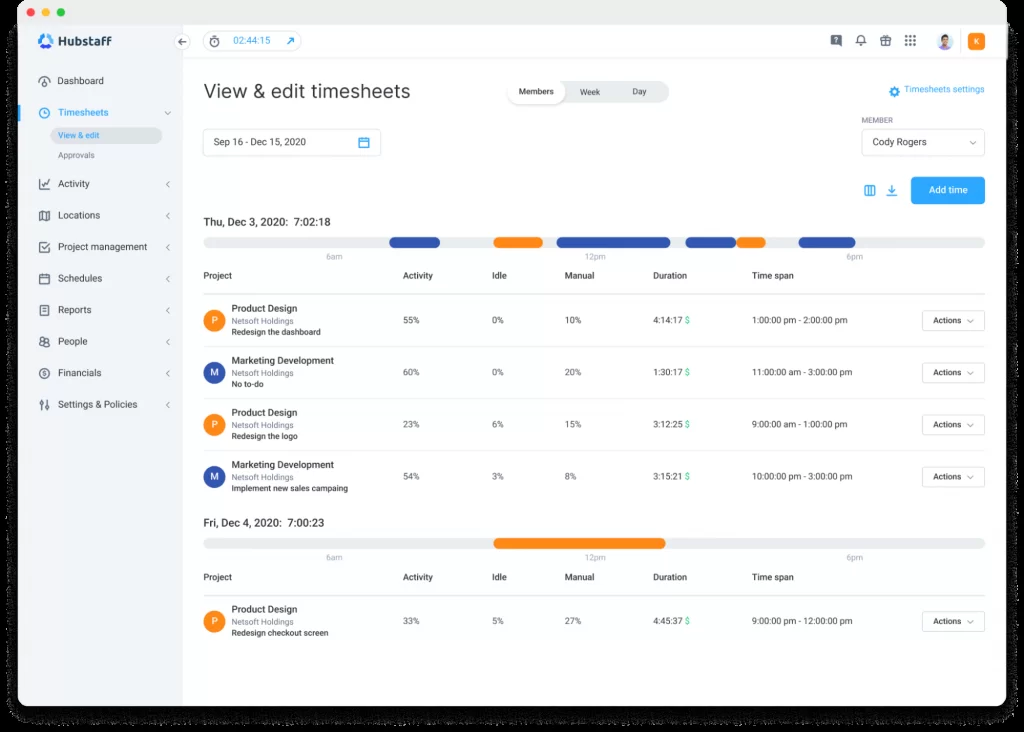 Hubstaff
02:44:15
K
Dashboard
Timesheets
View & edit
Approvals
Activity
Locations
Project management
Schedules
Reports
People
Financials
Settings & Policies
View & edit timesheets
Members Week Day
Timesheets settings
Sep 16 - Dec 15, 2020
MEMBER
Cody Rogers
Add time
Thu, Dec 3, 2020: 7:02:18
6am 12pm 6pm
Project Activity Idle Manual Duration Time span
Product Design
P Netsoft Holdings 55% 0% 10% 4:14:17 $ 1:00:00 pm - 2:00:00 pm Actions
Redesign the dashboard
Marketing Development
M Netsoft Holdings 60% 0% 20% 1:30:17 $ 11:00:00 am - 3:00:00 pm Actions
No to-do
Product Design
P Netsoft Holdings 23% 6% 15% 3:12:25 $ 9:00:00 am - 1:00:00 pm Actions
Redesign the logo
Marketing Development
M Netsoft Holdings 54% 3% 8% 3:15:21 $ 10:00:00 pm - 3:00:00 pm Actions
Implement new sales campaing
Fri, Dec 4, 2020: 7:00:23
6am 12pm 6pm
Project Activity Idle Manual Duration Time span
Product Design
P Netsoft Holdings 33% 5% 27% 4:45:37 $ 9:00:00 pm - 12:00:00 pm Actions
Redesign checkout screen